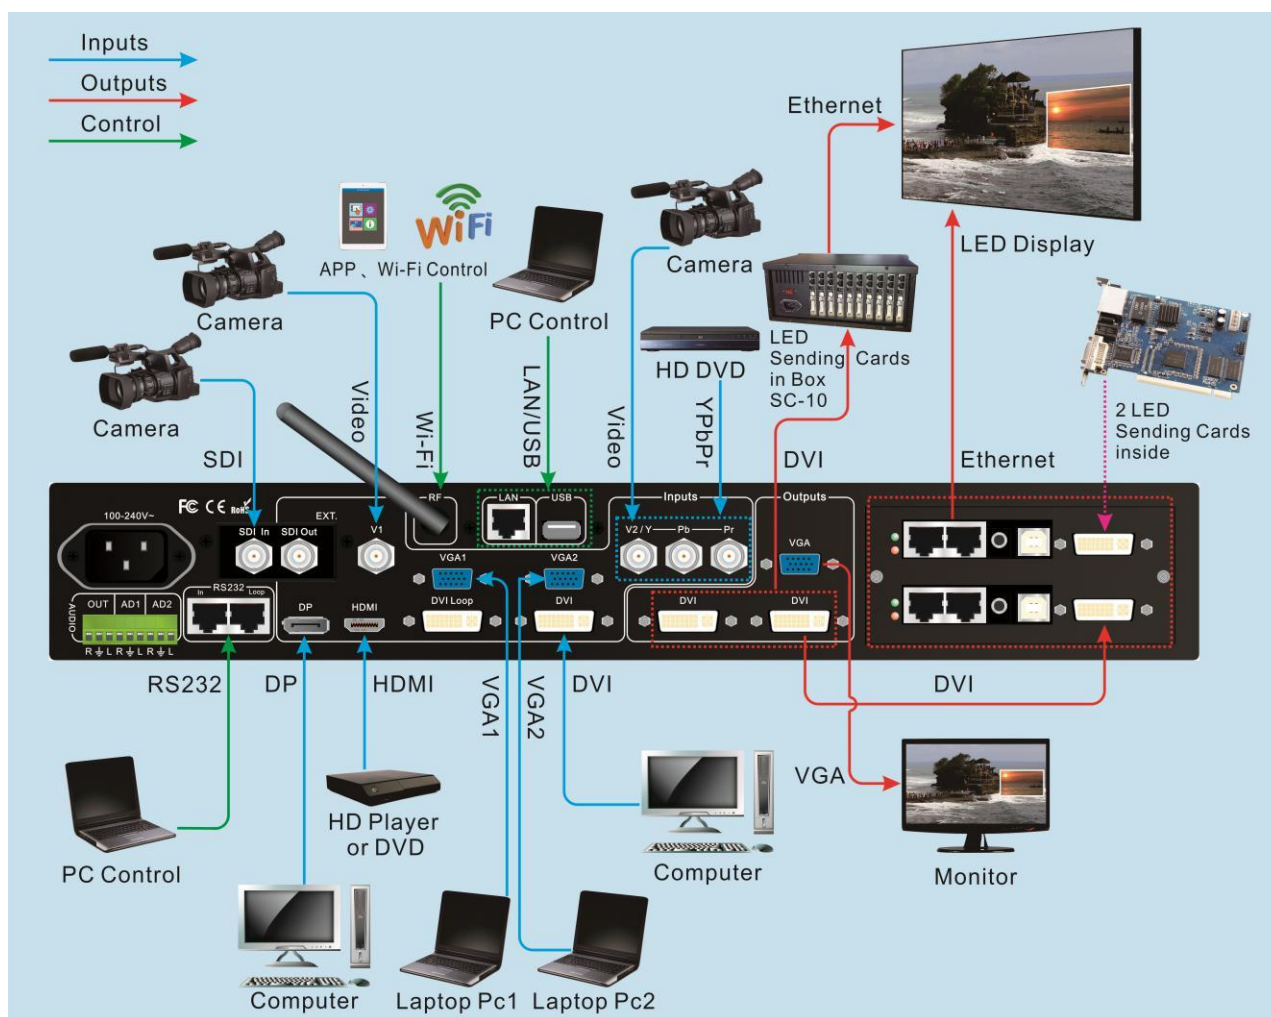 Inputs
Outputs
Control
Ethernet
WiFi
APP 、 Wi-Fi Control
Camera
Camera
Camera
PC Control
HD DVD
LED Display
LED
Sending Cards
in Box
SC-10
2 LED
Sending Cards
inside
SDI
Video
Wi-Fi
LAN/USB
Video
YPbPr
DVI
Ethernet
100-240V~
FC CE RoHS
EXT.
SDI In
SDI Out
V1
RF
LAN
USB
Inputs
V2 / Y
Pb
Pr
Outputs
VGA
VGA1
VGA2
RS232
In
Loop
AUDIO
OUT
AD1
AD2
R
L
R
L
R
L
DP
HDMI
DVI Loop
DVI
DVI
DVI
RS232
DP
HDMI
VGA1
VGA2
DVI
DVI
VGA
PC Control
HD Player
or DVD
Computer
Monitor
Computer
Laptop Pc1
Laptop Pc2